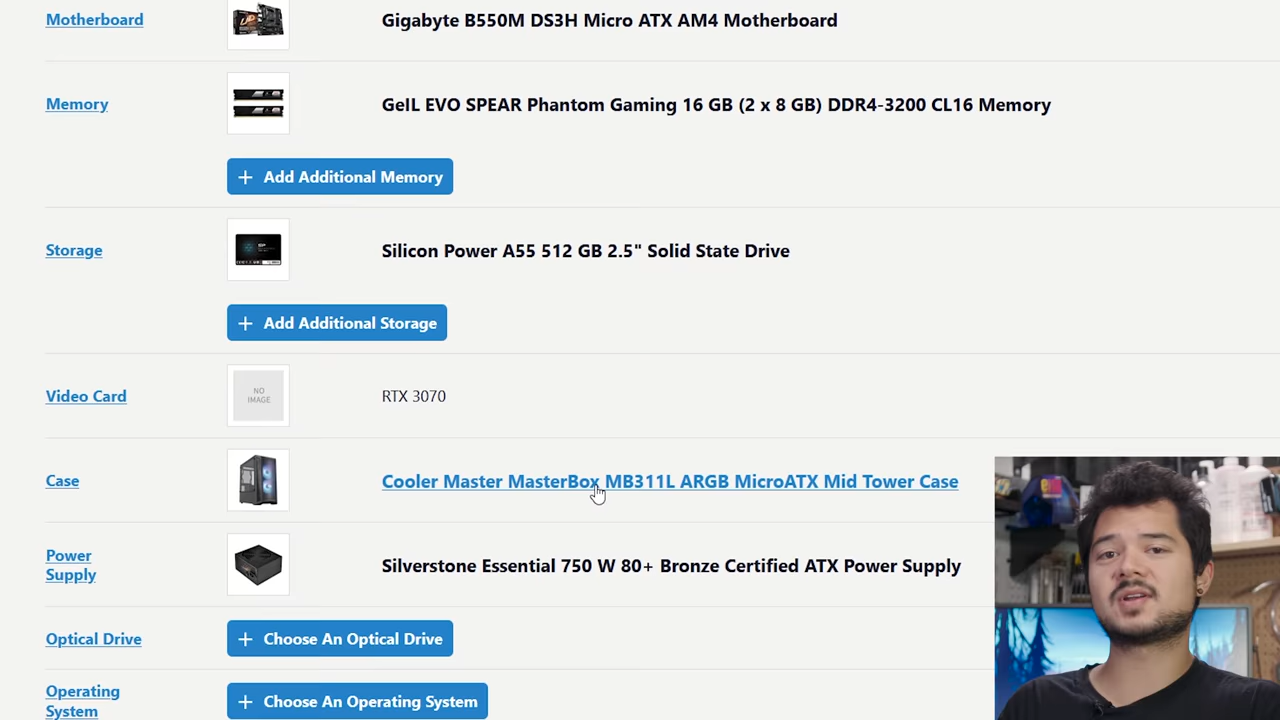 Motherboard
Gigabyte B550M DS3H Micro ATX AM4 Motherboard
Memory
GeIL EVO SPEAR Phantom Gaming 16 GB (2 x 8 GB) DDR4-3200 CL16 Memory
+ Add Additional Memory
Storage
Silicon Power A55 512 GB 2.5" Solid State Drive
+ Add Additional Storage
Video Card
NO
IMAGE
RTX 3070
Case
Cooler Master MasterBox MB311L ARGB MicroATX Mid Tower Case
Power
Supply
Silverstone Essential 750 W 80+ Bronze Certified ATX Power Supply
Optical Drive
+ Choose An Optical Drive
Operating
System
+ Choose An Operating System